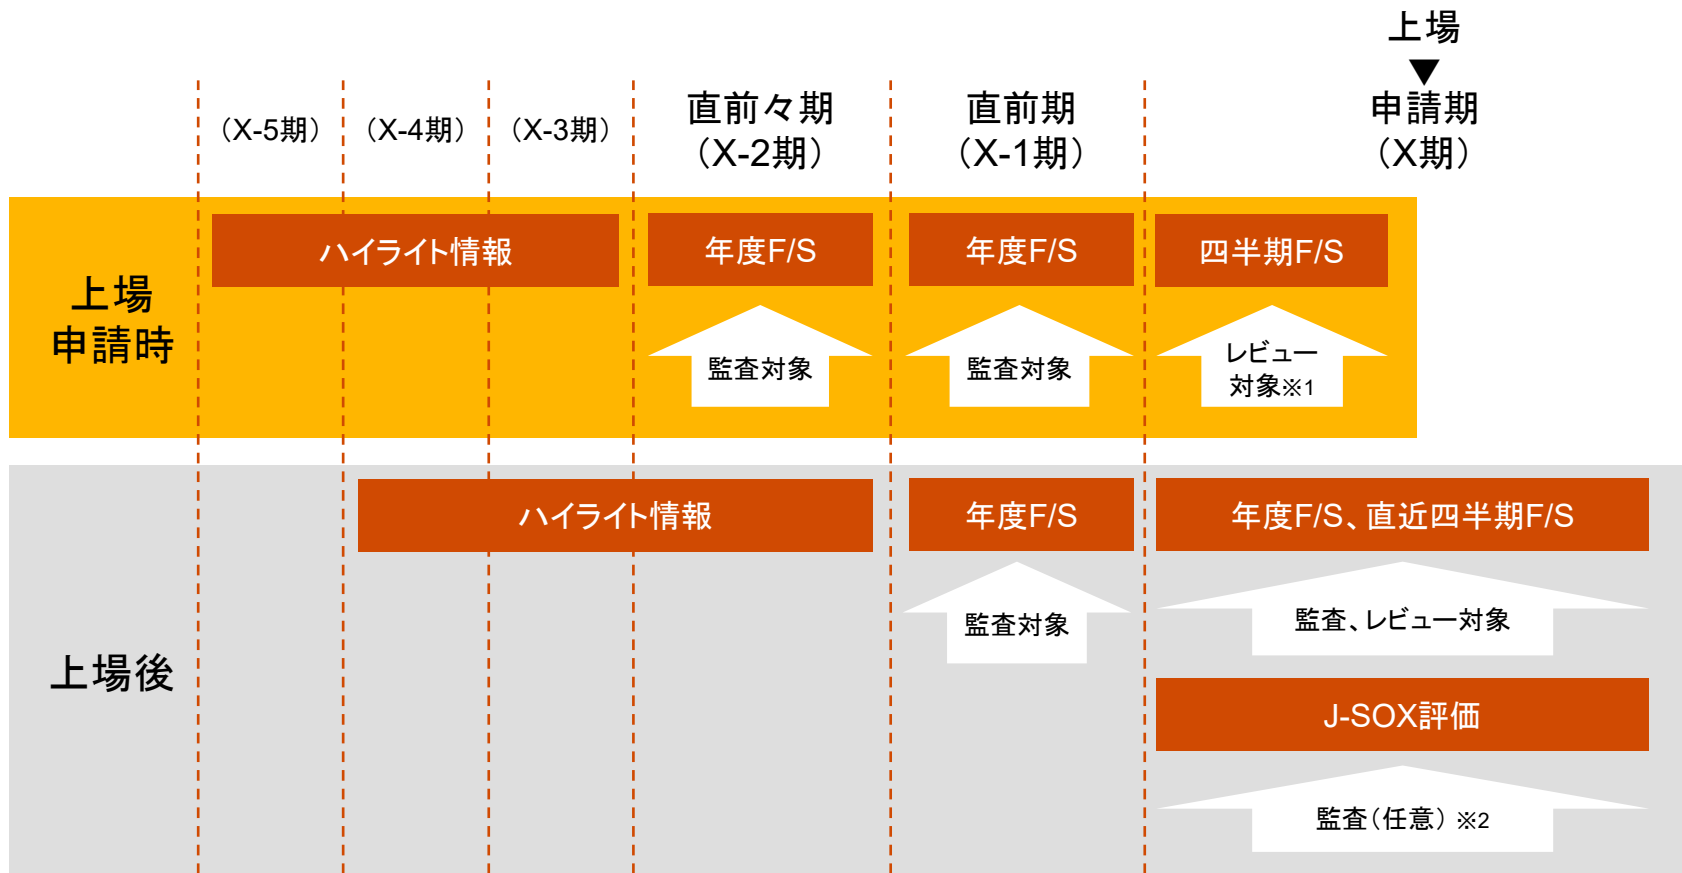 上場
▼
(X-5期)
(X-4期)
(X-3期)
直前々期
(X-2期)
直前期
(X-1期)
申請期
(X期)
上場
申請時
ハイライト情報
年度F/S
年度F/S
四半期F/S
監査対象
監査対象
レビュー
対象※1
上場後
ハイライト情報
年度F/S
年度F/S、直近四半期F/S
監査対象
監査、レビュー対象
J-SOX評価
監査(任意)※2